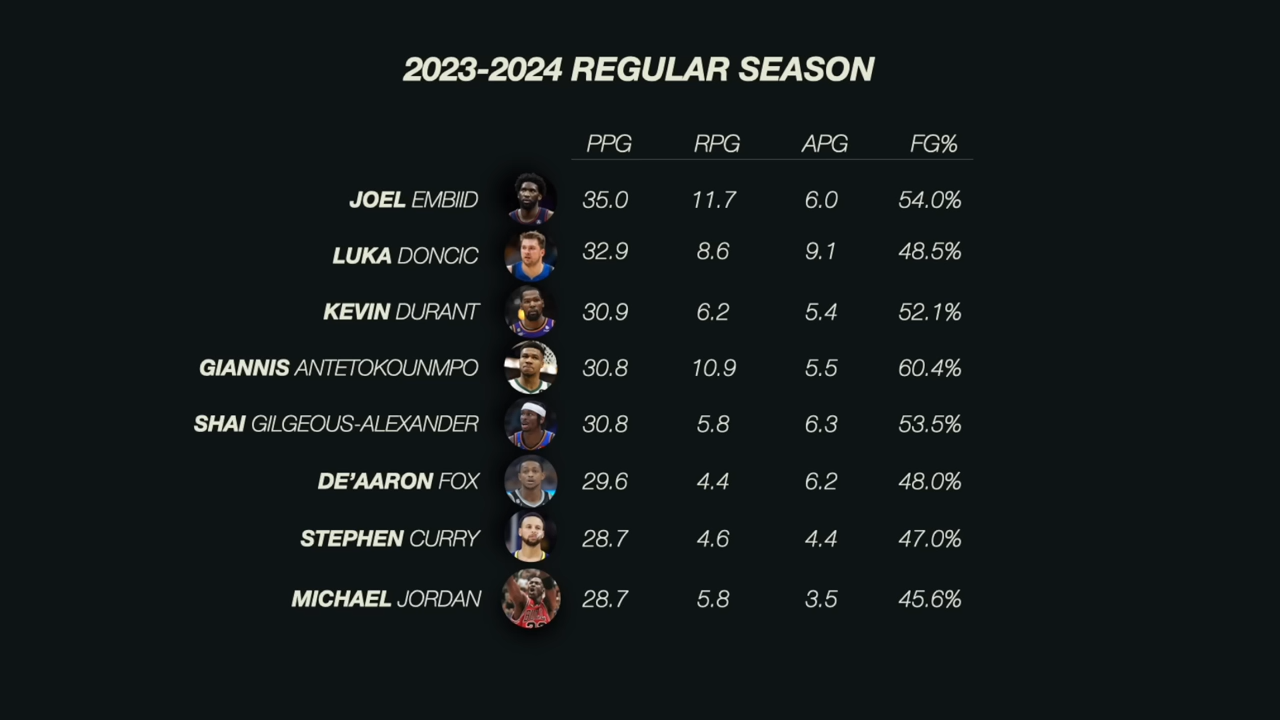 2023-2024 REGULAR SEASON
PPG RPG APG FG%
JOEL EMBIID 35.0 11.7 6.0 54.0%
LUKA DONCIC 32.9 8.6 9.1 48.5%
KEVIN DURANT 30.9 6.2 5.4 52.1%
GIANNIS ANTETOKOUNMPO 30.8 10.9 5.5 60.4%
SHAI GILGEOUS-ALEXANDER 30.8 5.8 6.3 53.5%
DE'AARON FOX 29.6 4.4 6.2 48.0%
STEPHEN CURRY 28.7 4.6 4.4 47.0%
MICHAEL JORDAN 28.7 5.8 3.5 45.6%